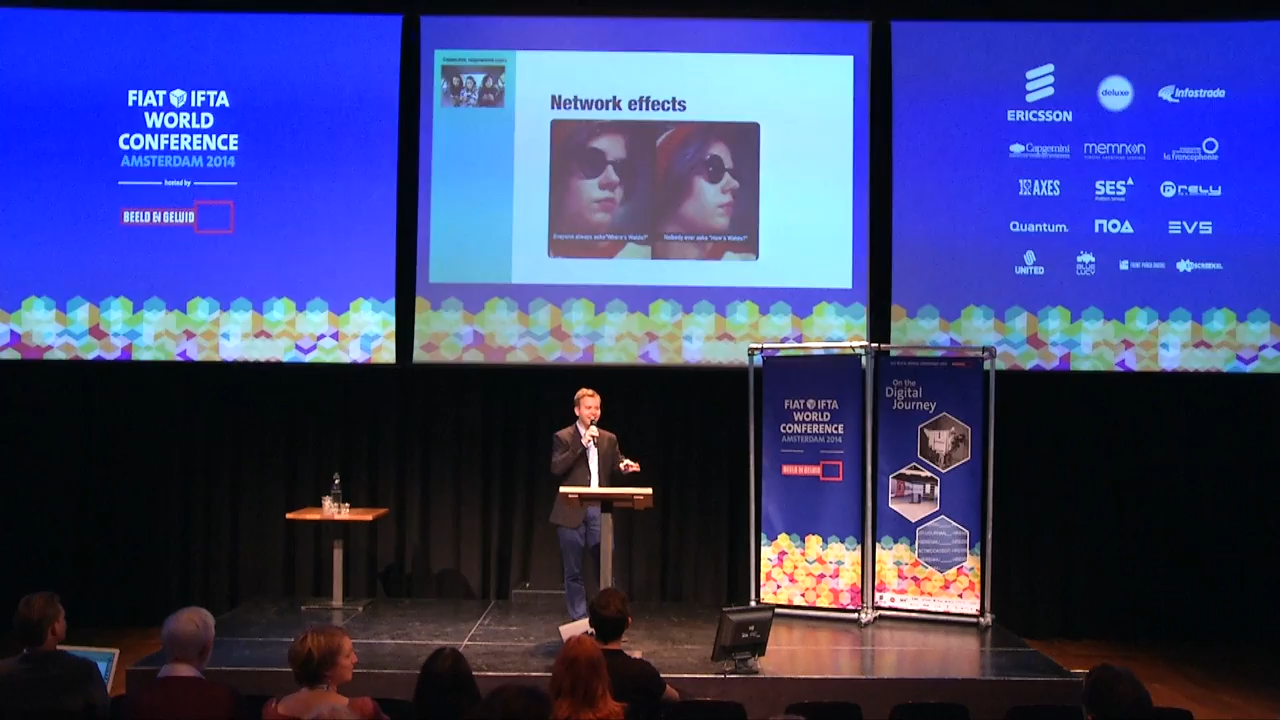 FIAT IFTA
WORLD
CONFERENCE
AMSTERDAM 2014
hosted by
BEELD EN GELUID
Network effects
Everyone always asks "Where's Waldo?"
Nobody ever asks "How's Waldo?"
ERICSSON
deluxe
Infostrada
Capgemini
memnon
la francophonie
AXES
SES
NOA
Quantum.
EVS
UNITED
BLUE
LUCY
FIAT IFTA
WORLD
CONFERENCE
AMSTERDAM 2014
BEELD EN GELUID
On the
Digital
Journey